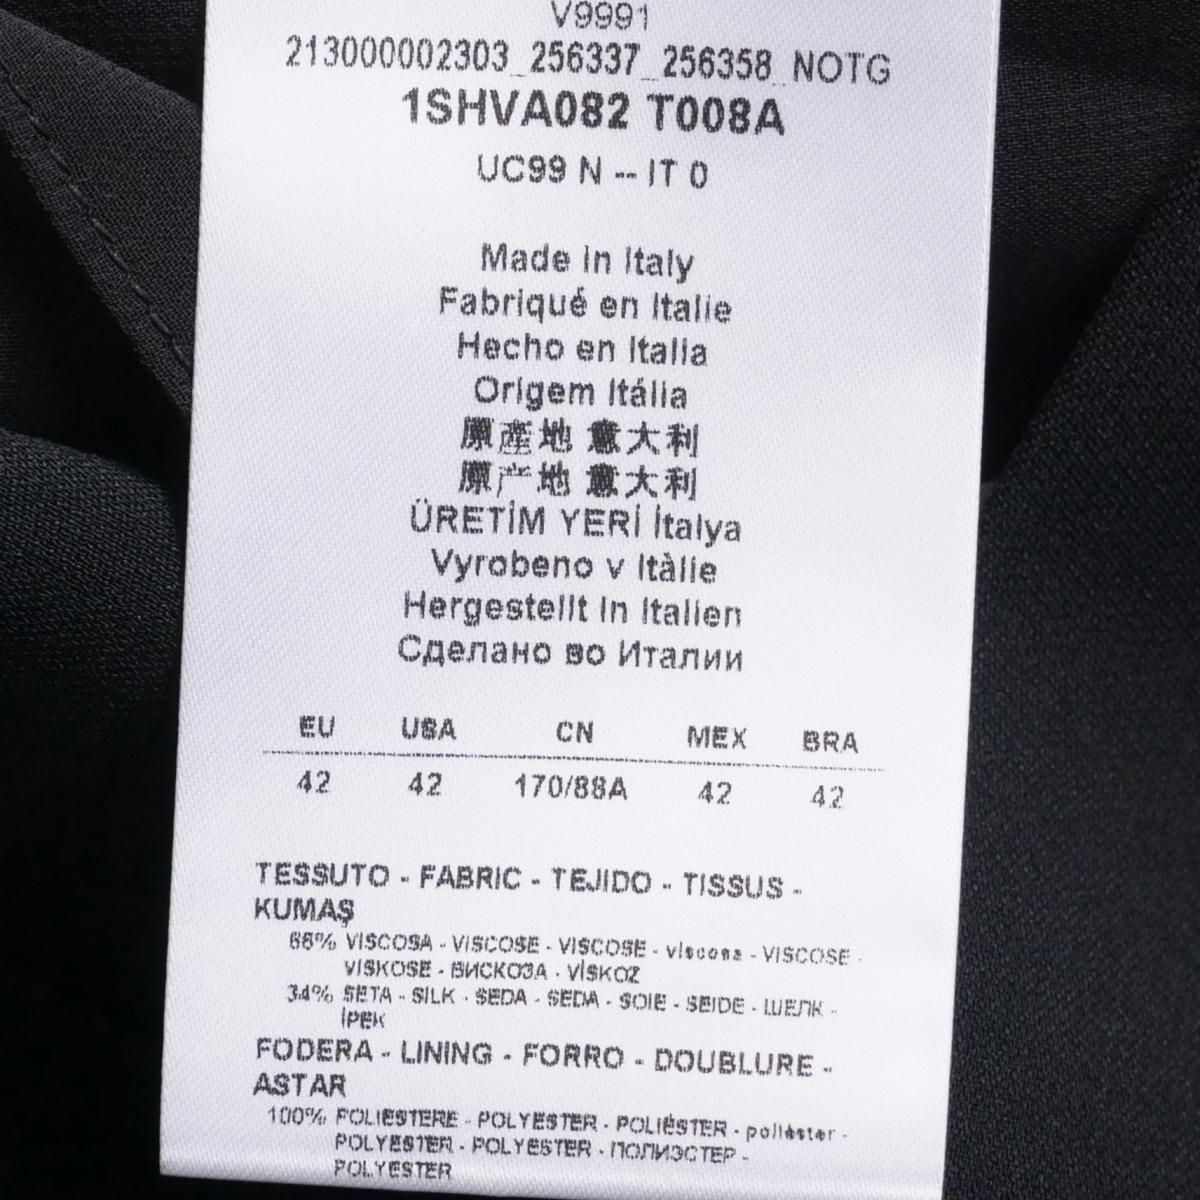 V9991
213000002303_256337_256358_NOTG
1SHVA082 T008A
UC99 N -- IT 0
Made in Italy
Fabriqué en Italie
Hecho en Italia
Origem Itália
原産地 意大利
原产地 意大利
ÜRETİM YERİ İtalya
Vyrobeno v Itàlie
Hergestellt in Italien
Сделано во Италии
EU USA CN MEX BRA
42 42 170/88A 42 42
TESSUTO - FABRIC - TEJIDO - TISSUS -
KUMAŞ
66% VISCOSA - VISCOSE - VISCOSE - viscosa - VISCOSE -
VISKOSE - ВИСКОЗА - VİSKOZ
34% SETA - SILK - SEDA - SEDA - SOIE - SEIDE - ШЕЛК -
İPEK
FODERA - LINING - FORRO - DOUBLURE -
ASTAR
100% POLIESTERE - POLYESTER - POLIÉSTER - poliéster -
POLYESTER - POLYESTER - ПОЛИЭСТЕР -
POLYESTER